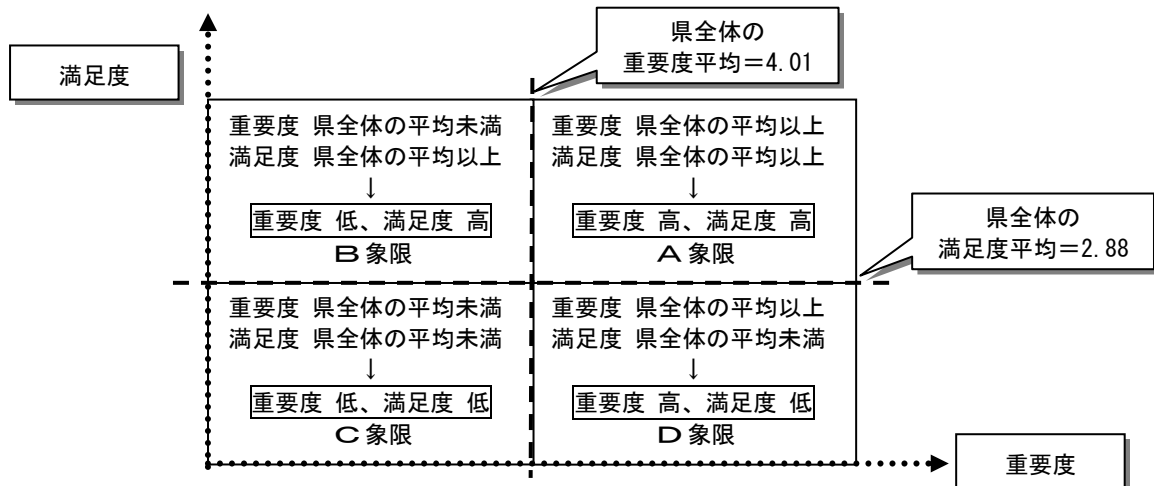 満足度
県全体の
重要度平均＝4.01
重要度 県全体の平均未満
満足度 県全体の平均以上
↓
重要度 低、満足度 高
B象限
重要度 県全体の平均以上
満足度 県全体の平均以上
↓
重要度 高、満足度 高
A象限
県全体の
満足度平均＝2.88
重要度 県全体の平均未満
満足度 県全体の平均未満
↓
重要度 低、満足度 低
C象限
重要度 県全体の平均以上
満足度 県全体の平均未満
↓
重要度 高、満足度 低
D象限
重要度